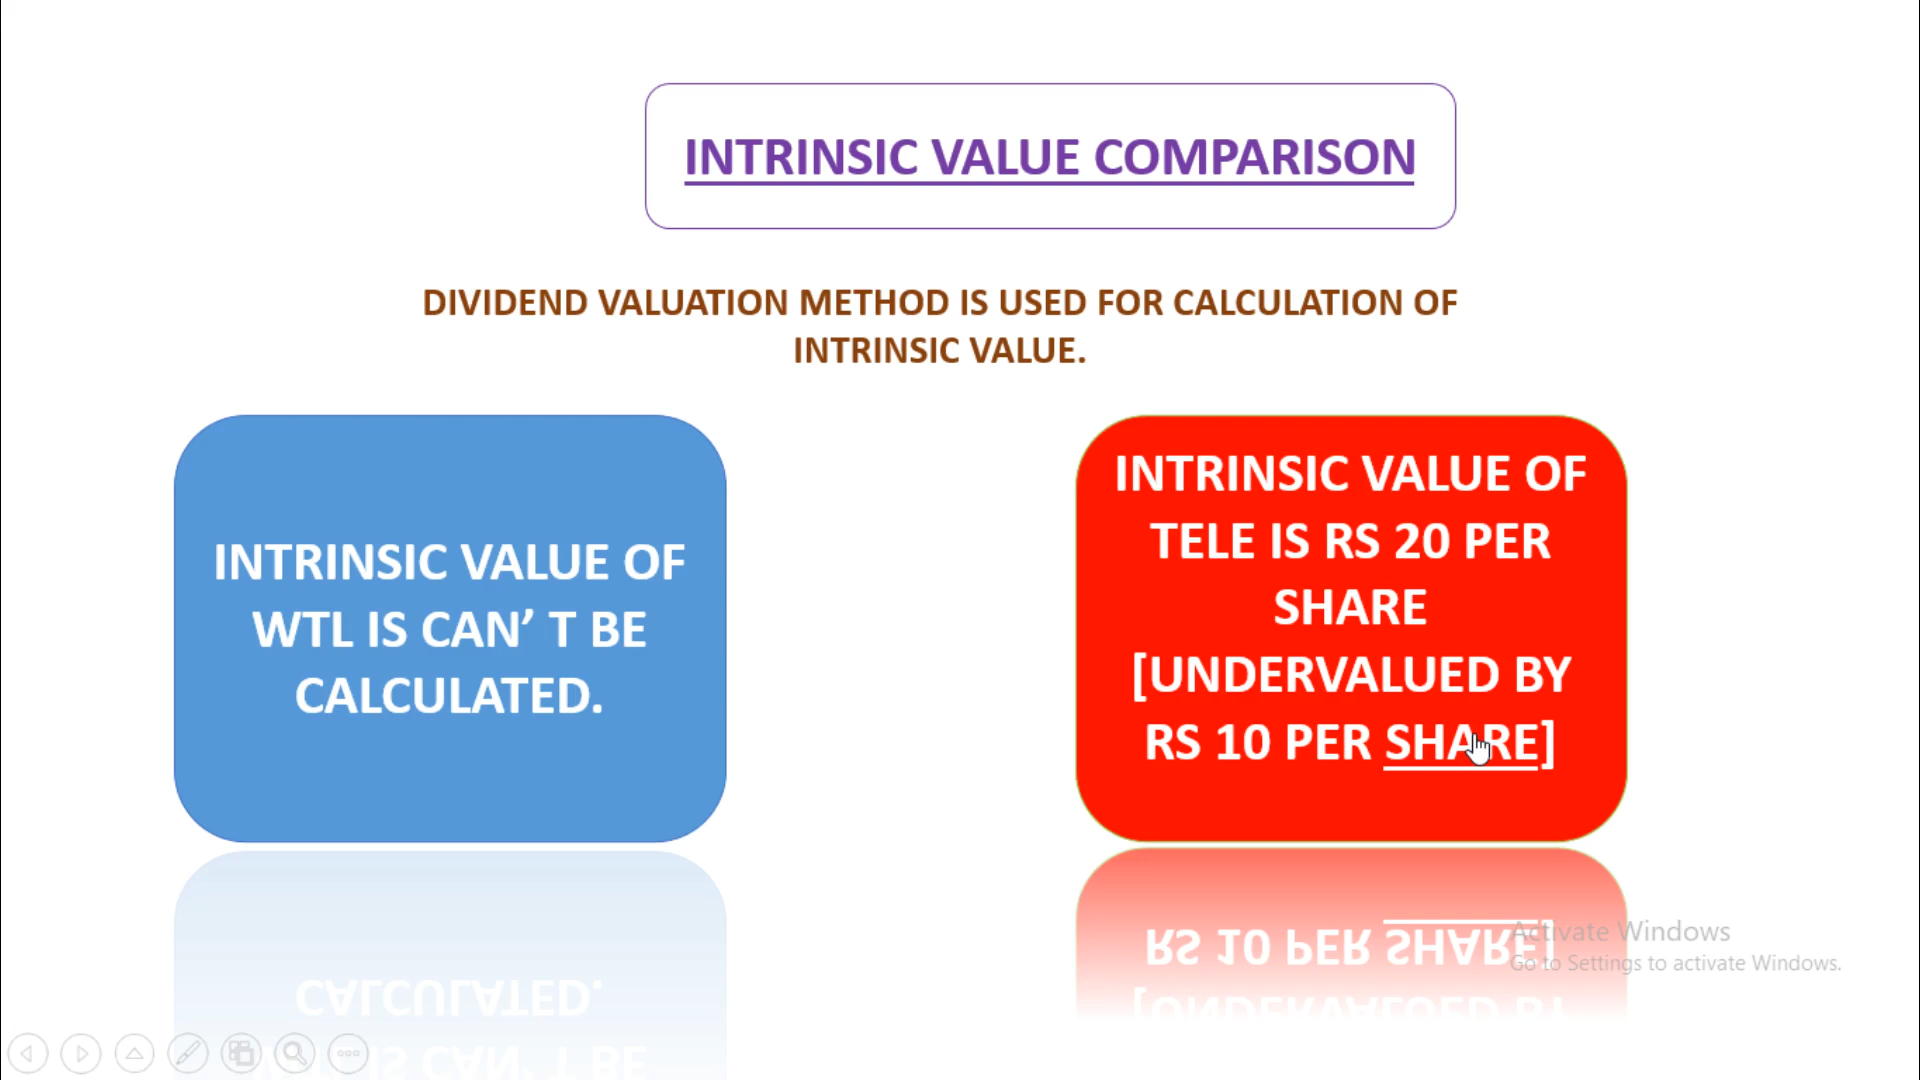 INTRINSIC VALUE COMPARISON
DIVIDEND VALUATION METHOD IS USED FOR CALCULATION OF
INTRINSIC VALUE.
INTRINSIC VALUE OF
WTL IS CAN’ T BE
CALCULATED.
INTRINSIC VALUE OF
TELE IS RS 20 PER
SHARE
[UNDERVALUED BY
RS 10 PER SHARE]
Activate Windows
Go to Settings to activate Windows.